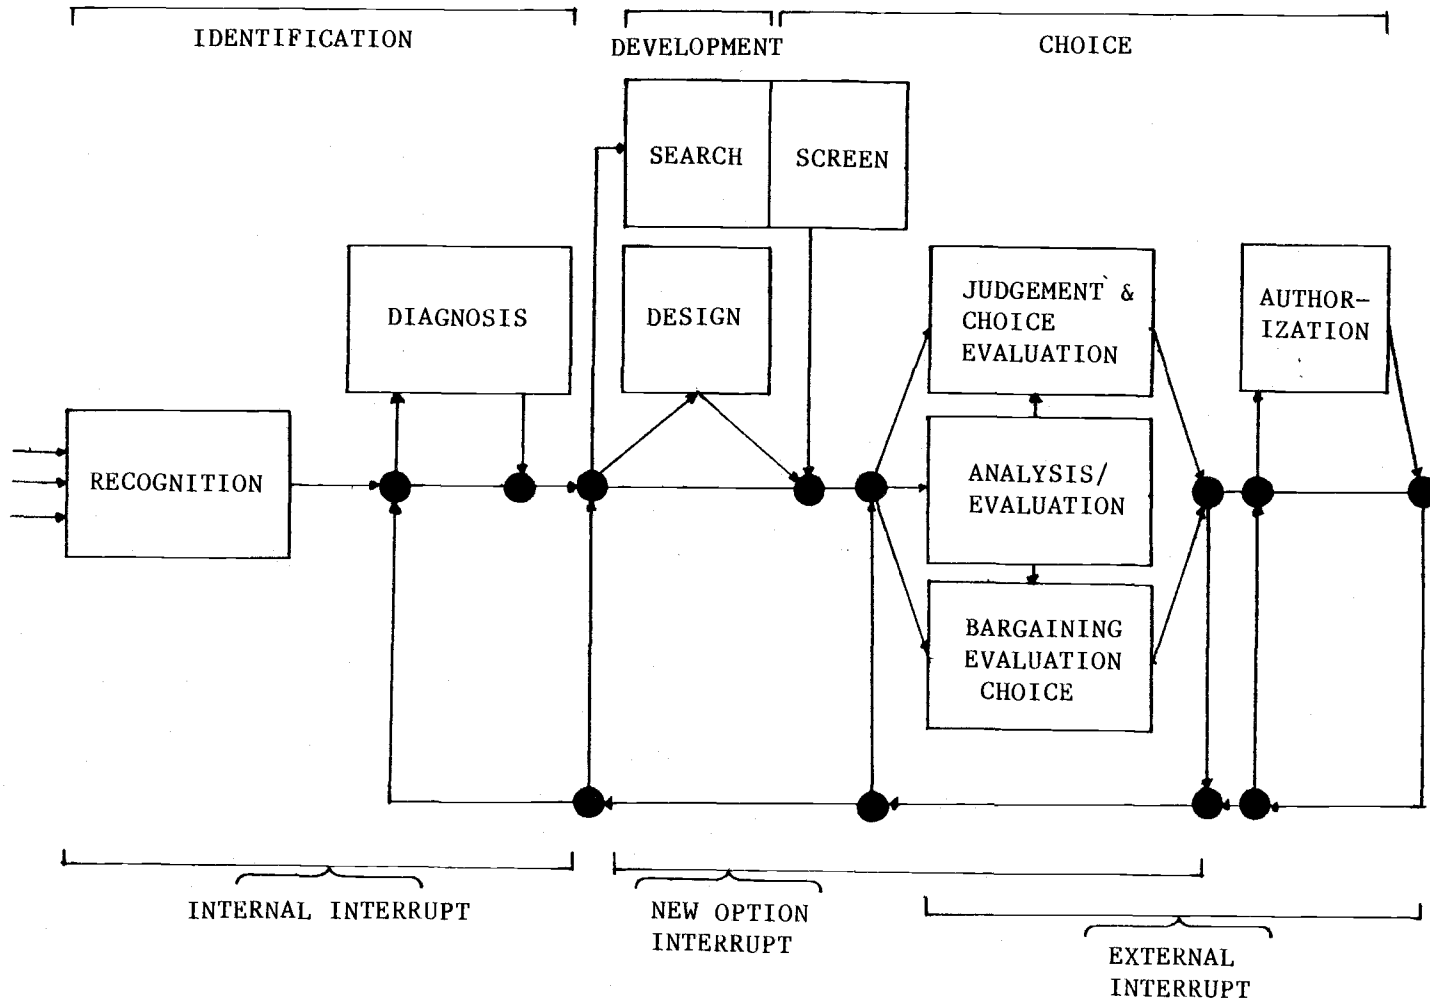 IDENTIFICATION
DEVELOPMENT
CHOICE
SEARCH
SCREEN
DIAGNOSIS
DESIGN
JUDGEMENT &
CHOICE
EVALUATION
AUTHOR-
IZATION
RECOGNITION
ANALYSIS/
EVALUATION
BARGAINING
EVALUATION
CHOICE
INTERNAL INTERRUPT
NEW OPTION
INTERRUPT
EXTERNAL
INTERRUPT